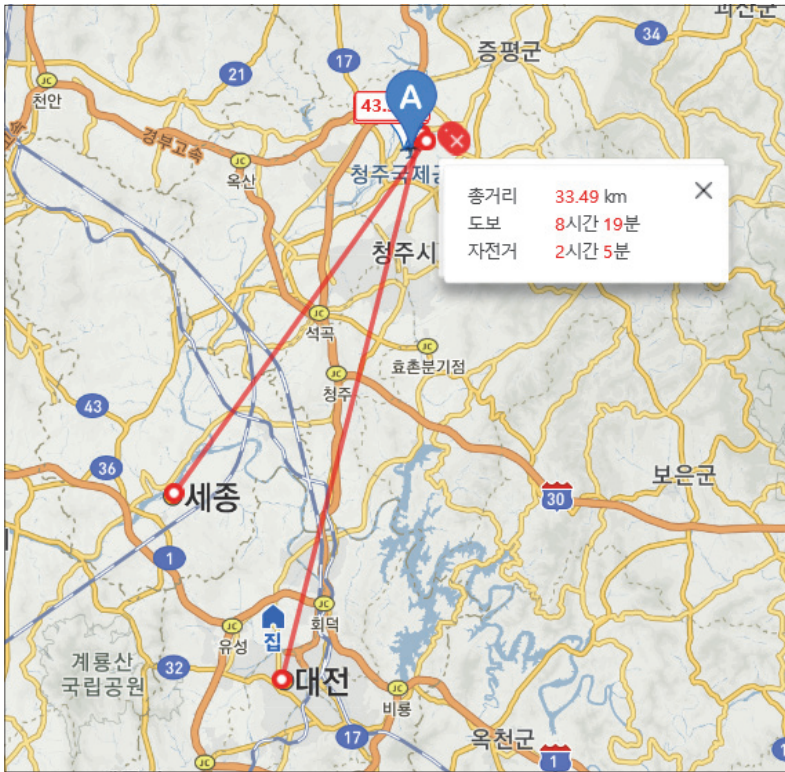 괴산군
34
17
증평군
21
JC
천안
43.
A
경부고속
고속
JC
옥산
청주국제공
총거리 33.49 km
도보 8시간 19분
자전거 2시간 5분
청주시
JC
석곡
JC
효촌분기점
JC
청주
43
36
보은군
30
세종
1
JC
회덕
집
JC
유성
계룡산
국립공원
32
대전
JC
비룡
17
옥천군
1
JC